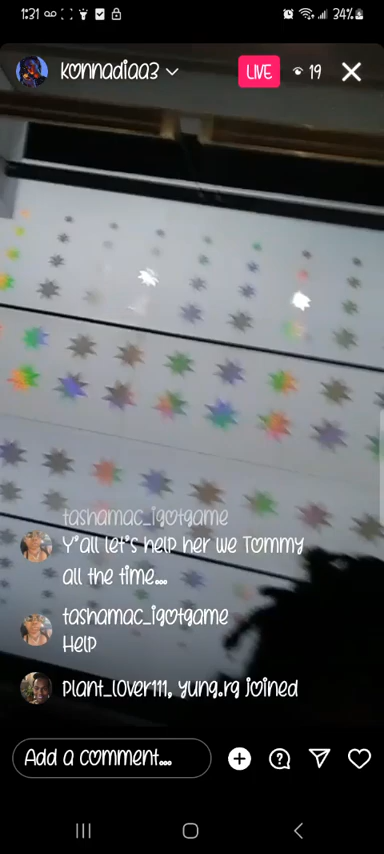 1:31
34%
konnadiaa3
LIVE
19
tashamac_igotgame
Y'all let's help her we Tommy
all the time...
tashamac_igotgame
Help
plant_lover111, yung.rg joined
Add a comment...